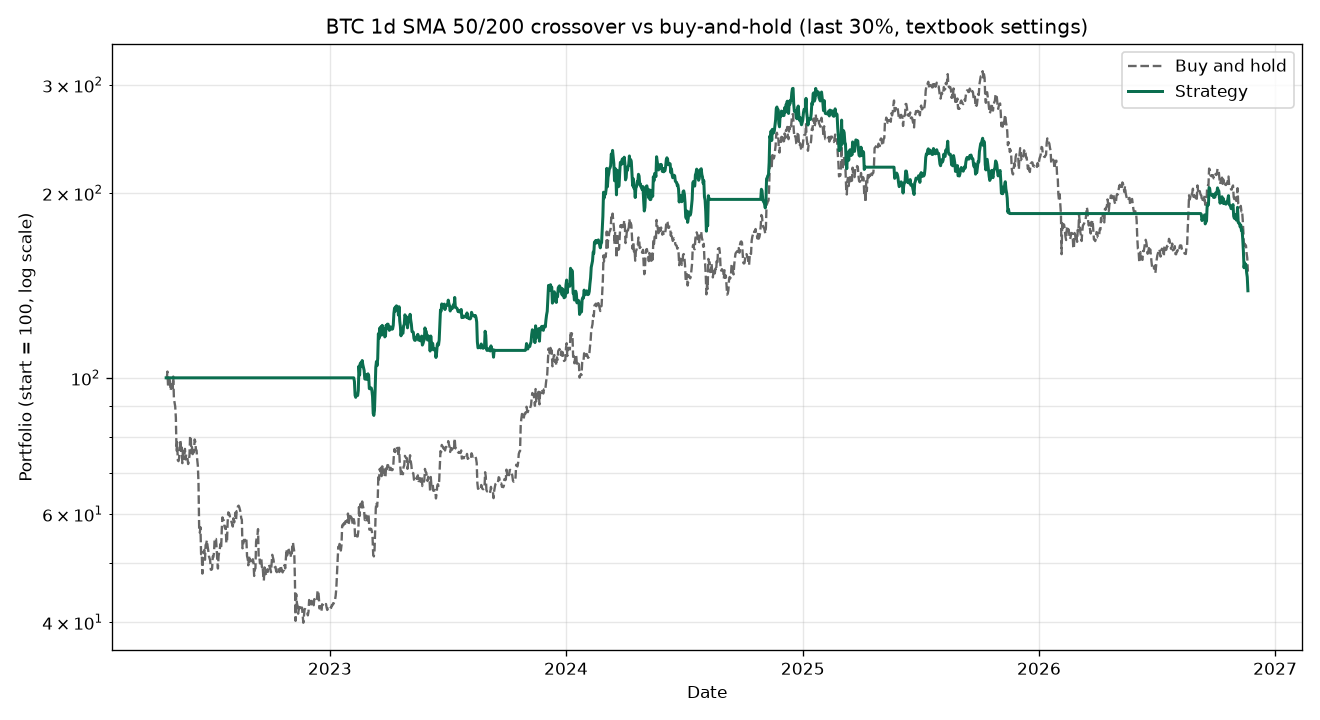 BTC 1d SMA 50/200 crossover vs buy-and-hold (last 30%, textbook settings)
Buy and hold
Strategy
3 × 10²
2 × 10²
10²
6 × 10¹
4 × 10¹
Portfolio (start = 100, log scale)
2023 2024 2025 2026 2027
Date